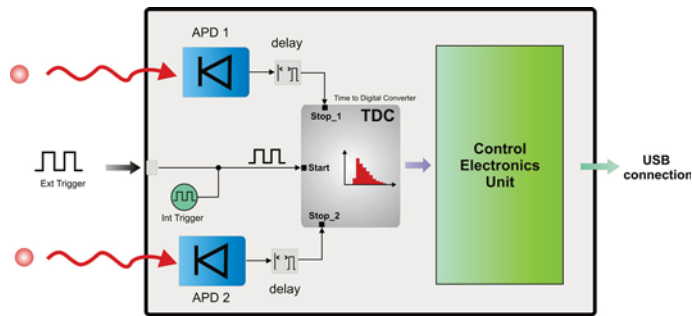 APD 1
delay
Time to Digital Converter
Stop_1
TDC
Control
Electronics
Unit
USB
connection
Ext Trigger
Start
Int Trigger
Stop_2
APD 2
delay